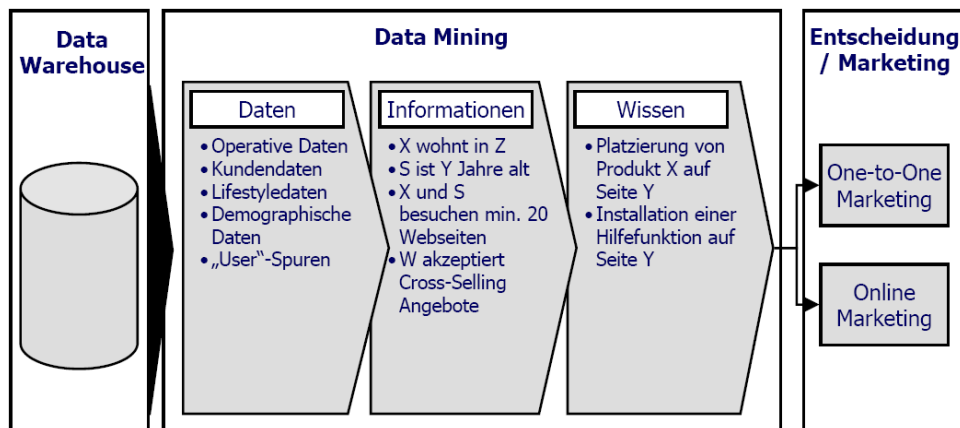 Data
Warehouse
Data Mining
Entscheidung
/ Marketing
Daten
• Operative Daten
• Kundendaten
• Lifestyledaten
• Demographische
Daten
• „User“-Spuren
Informationen
• X wohnt in Z
• S ist Y Jahre alt
• X und S
besuchen min. 20
Webseiten
• W akzeptiert
Cross-Selling
Angebote
Wissen
• Platzierung von
Produkt X auf
Seite Y
• Installation einer
Hilfefunktion auf
Seite Y
One-to-One
Marketing
Online
Marketing